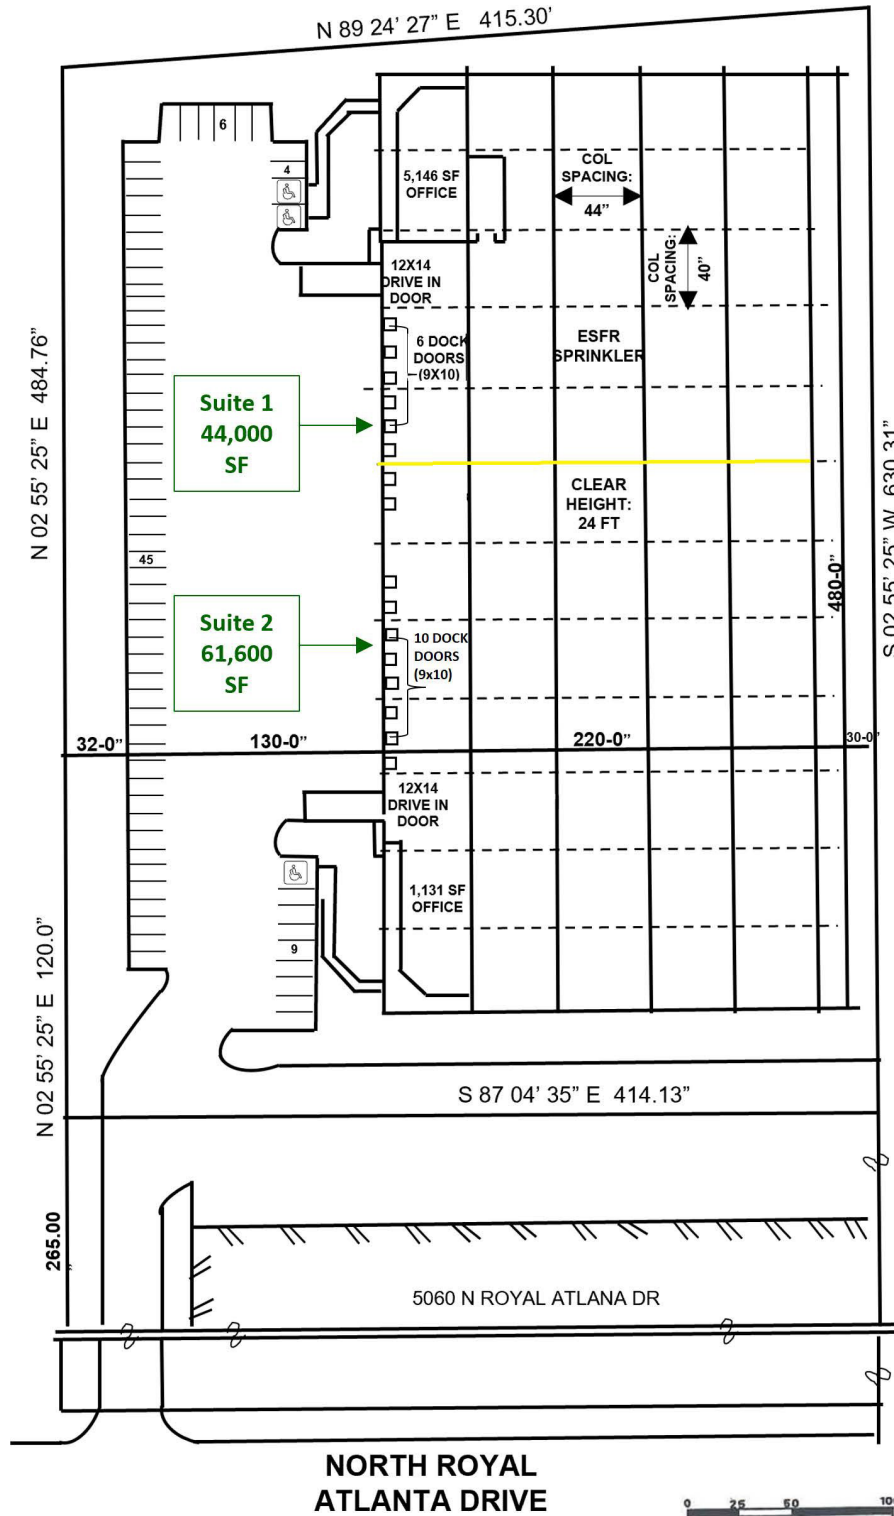 N 89 24' 27” E 415.30'
6
4
5,146 SF
OFFICE
COL
SPACING:
44”
COL
SPACING:
40”
12X14
DRIVE IN
DOOR
6 DOCK
DOORS
(9X10)
ESFR
SPRINKLER
N 02 55' 25” E 484.76”
Suite 1
44,000
SF
S 02 55' 25” W 630.31”
CLEAR
HEIGHT:
24 FT
45
480-0”
Suite 2
61,600
SF
10 DOCK
DOORS
(9x10)
32-0”
130-0”
220-0”
30-0”
12X14
DRIVE IN
DOOR
1,131 SF
OFFICE
9
N 02 55' 25” E 120.0”
S 87 04' 35” E 414.13”
265.00
”
5060 N ROYAL ATLANA DR
NORTH ROYAL
ATLANTA DRIVE
0 25 50 100